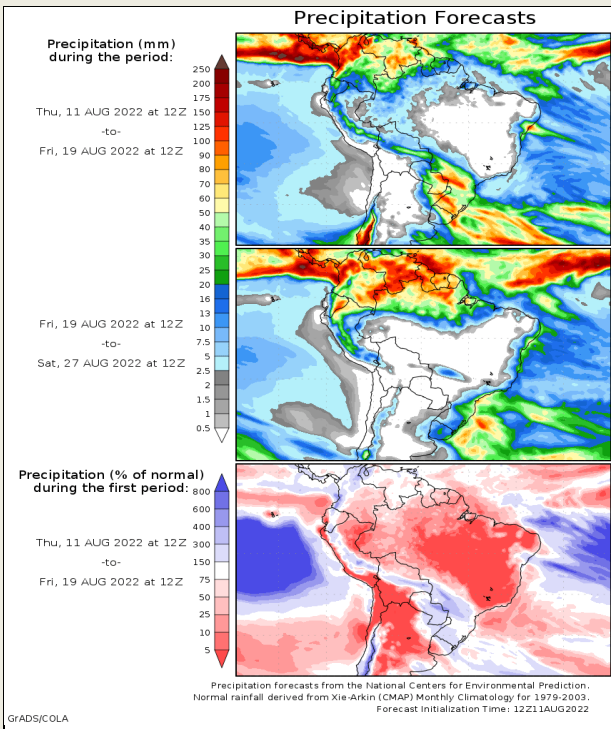 Precipitation Forecasts
Precipitation (mm)
during the period:
Thu, 11 AUG 2022 at 12Z
-to-
Fri, 19 AUG 2022 at 12Z
250
200
175
150
125
100
90
80
70
60
50
40
35
30
25
20
16
13
10
7.5
5
2.5
2
1.5
1
0.5
Fri, 19 AUG 2022 at 12Z
-to-
Sat, 27 AUG 2022 at 12Z
Precipitation (% of normal)
during the first period:
Thu, 11 AUG 2022 at 12Z
-to-
Fri, 19 AUG 2022 at 12Z
800
600
400
300
150
75
50
25
10
5
Precipitation forecasts from the National Centers for Environmental Prediction.
Normal rainfall derived from Xie-Arkin (CMAP) Monthly Climatology for 1979-2003.
Forecast Initialization Time: 12Z11AUG2022
GrADS/COLA